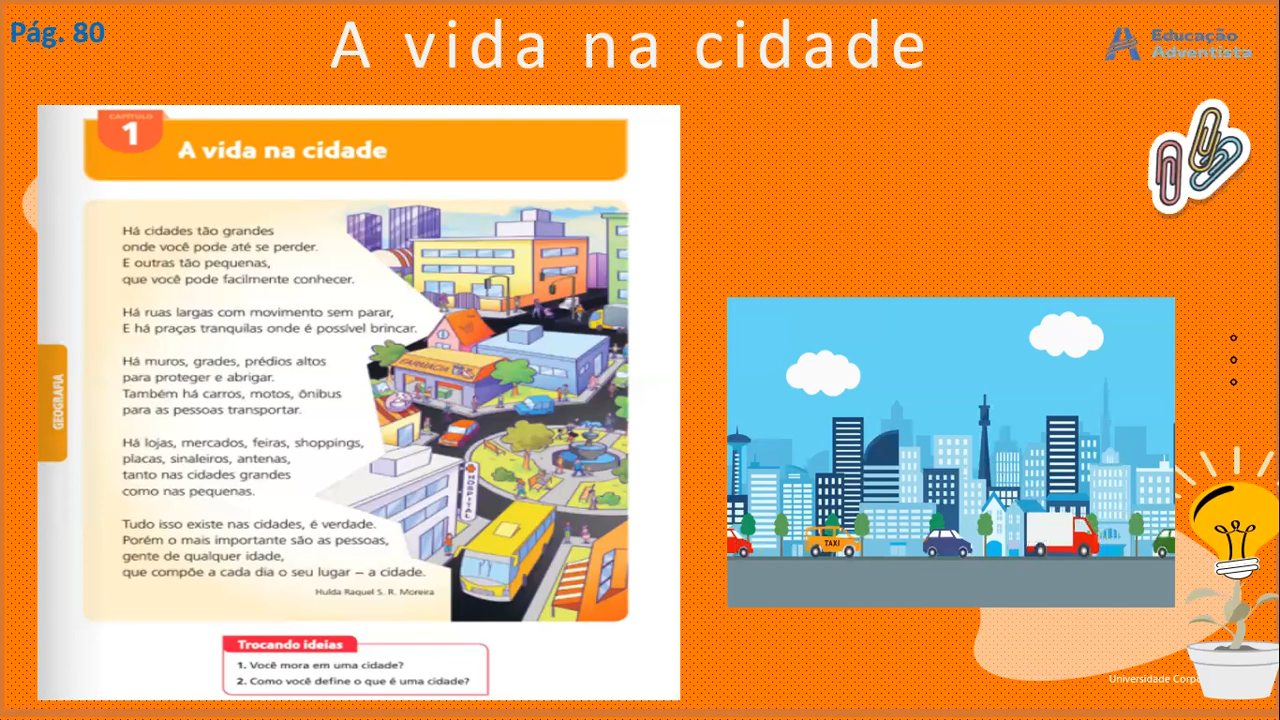 Pág. 80
A vida na cidade
Educação
Adventista
CAPÍTULO
1
A vida na cidade
Há cidades tão grandes
onde você pode até se perder.
E outras tão pequenas,
que você pode facilmente conhecer.
Há ruas largas com movimento sem parar,
E há praças tranquilas onde é possível brincar.
Há muros, grades, prédios altos
para proteger e abrigar.
Também há carros, motos, ônibus
para as pessoas transportar.
Há lojas, mercados, feiras, shoppings,
placas, sinaleiros, antenas,
tanto nas cidades grandes
como nas pequenas.
Tudo isso existe nas cidades, é verdade.
Porém o mais importante são as pessoas,
gente de qualquer idade,
que compõe a cada dia o seu lugar – a cidade.
Hulda Raquel S. R. Moreira
GEOGRAFIA
FARMÁCIA
HOSPITAL
TAXI
Trocando ideias
1. Você mora em uma cidade?
2. Como você define o que é uma cidade?
Universidade Corpo